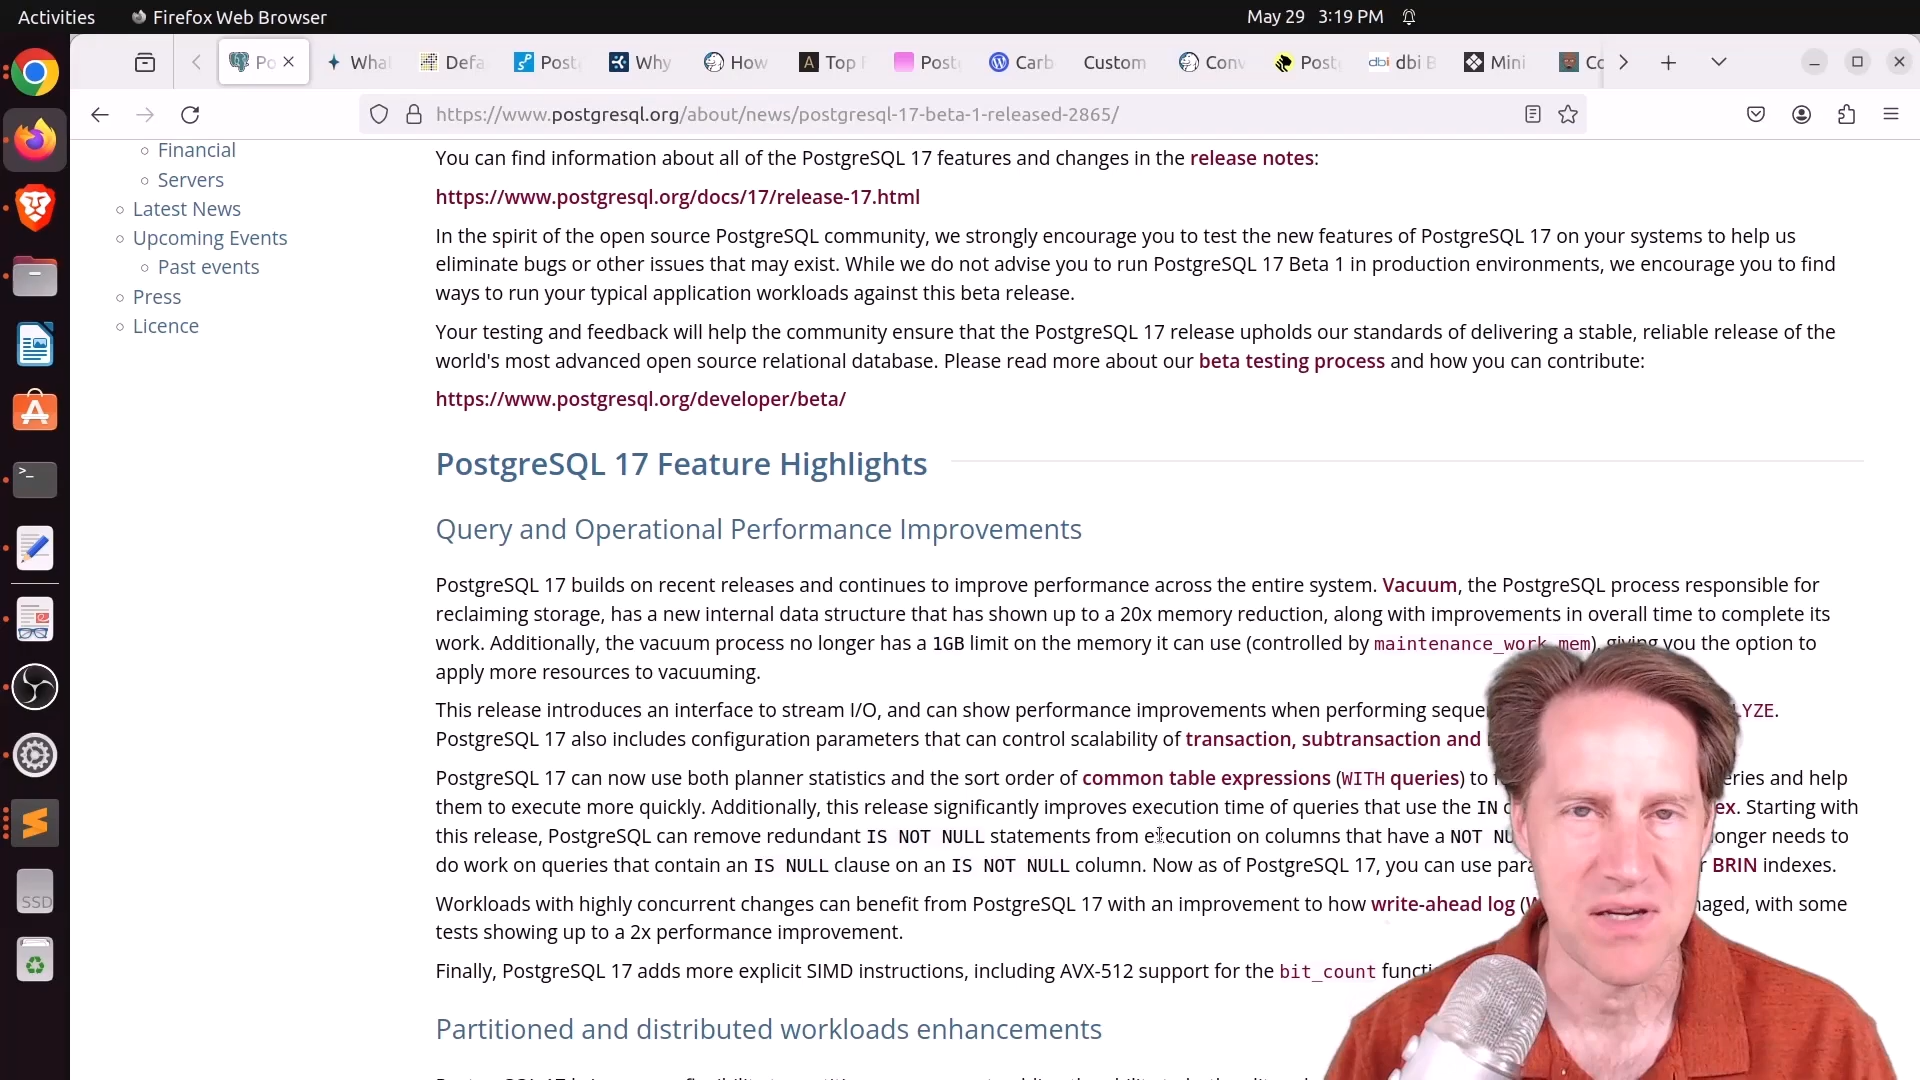 Activities
Firefox Web Browser
May 29 3:19 PM
Po
Wha
Defa
Post
Why
How
Top
Post
Carb
Custom
Conv
Post
dbi dbi B
Mini
Co
https://www.postgresql.org/about/news/postgresql-17-beta-1-released-2865/
Financial
Servers
Latest News
Upcoming Events
Past events
Press
Licence
You can find information about all of the PostgreSQL 17 features and changes in the release notes:
https://www.postgresql.org/docs/17/release-17.html
In the spirit of the open source PostgreSQL community, we strongly encourage you to test the new features of PostgreSQL 17 on your systems to help us
eliminate bugs or other issues that may exist. While we do not advise you to run PostgreSQL 17 Beta 1 in production environments, we encourage you to find
ways to run your typical application workloads against this beta release.
Your testing and feedback will help the community ensure that the PostgreSQL 17 release upholds our standards of delivering a stable, reliable release of the
world's most advanced open source relational database. Please read more about our beta testing process and how you can contribute:
https://www.postgresql.org/developer/beta/
PostgreSQL 17 Feature Highlights
Query and Operational Performance Improvements
PostgreSQL 17 builds on recent releases and continues to improve performance across the entire system. Vacuum, the PostgreSQL process responsible for
reclaiming storage, has a new internal data structure that has shown up to a 20x memory reduction, along with improvements in overall time to complete its
work. Additionally, the vacuum process no longer has a 1GB limit on the memory it can use (controlled by maintenance_work_mem), giving you the option to
apply more resources to vacuuming.
This release introduces an interface to stream I/O, and can show performance improvements when performing seque LYZE.
PostgreSQL 17 also includes configuration parameters that can control scalability of transaction, subtransaction and
PostgreSQL 17 can now use both planner statistics and the sort order of common table expressions (WITH queries) to eries and help
them to execute more quickly. Additionally, this release significantly improves execution time of queries that use the IN ex. Starting with
this release, PostgreSQL can remove redundant IS NOT NULL statements from execution on columns that have a NOT NU longer needs to
do work on queries that contain an IS NULL clause on an IS NOT NULL column. Now as of PostgreSQL 17, you can use para r BRIN indexes.
Workloads with highly concurrent changes can benefit from PostgreSQL 17 with an improvement to how write-ahead log (W naged, with some
tests showing up to a 2x performance improvement.
Finally, PostgreSQL 17 adds more explicit SIMD instructions, including AVX-512 support for the bit_count functi
Partitioned and distributed workloads enhancements
SSD